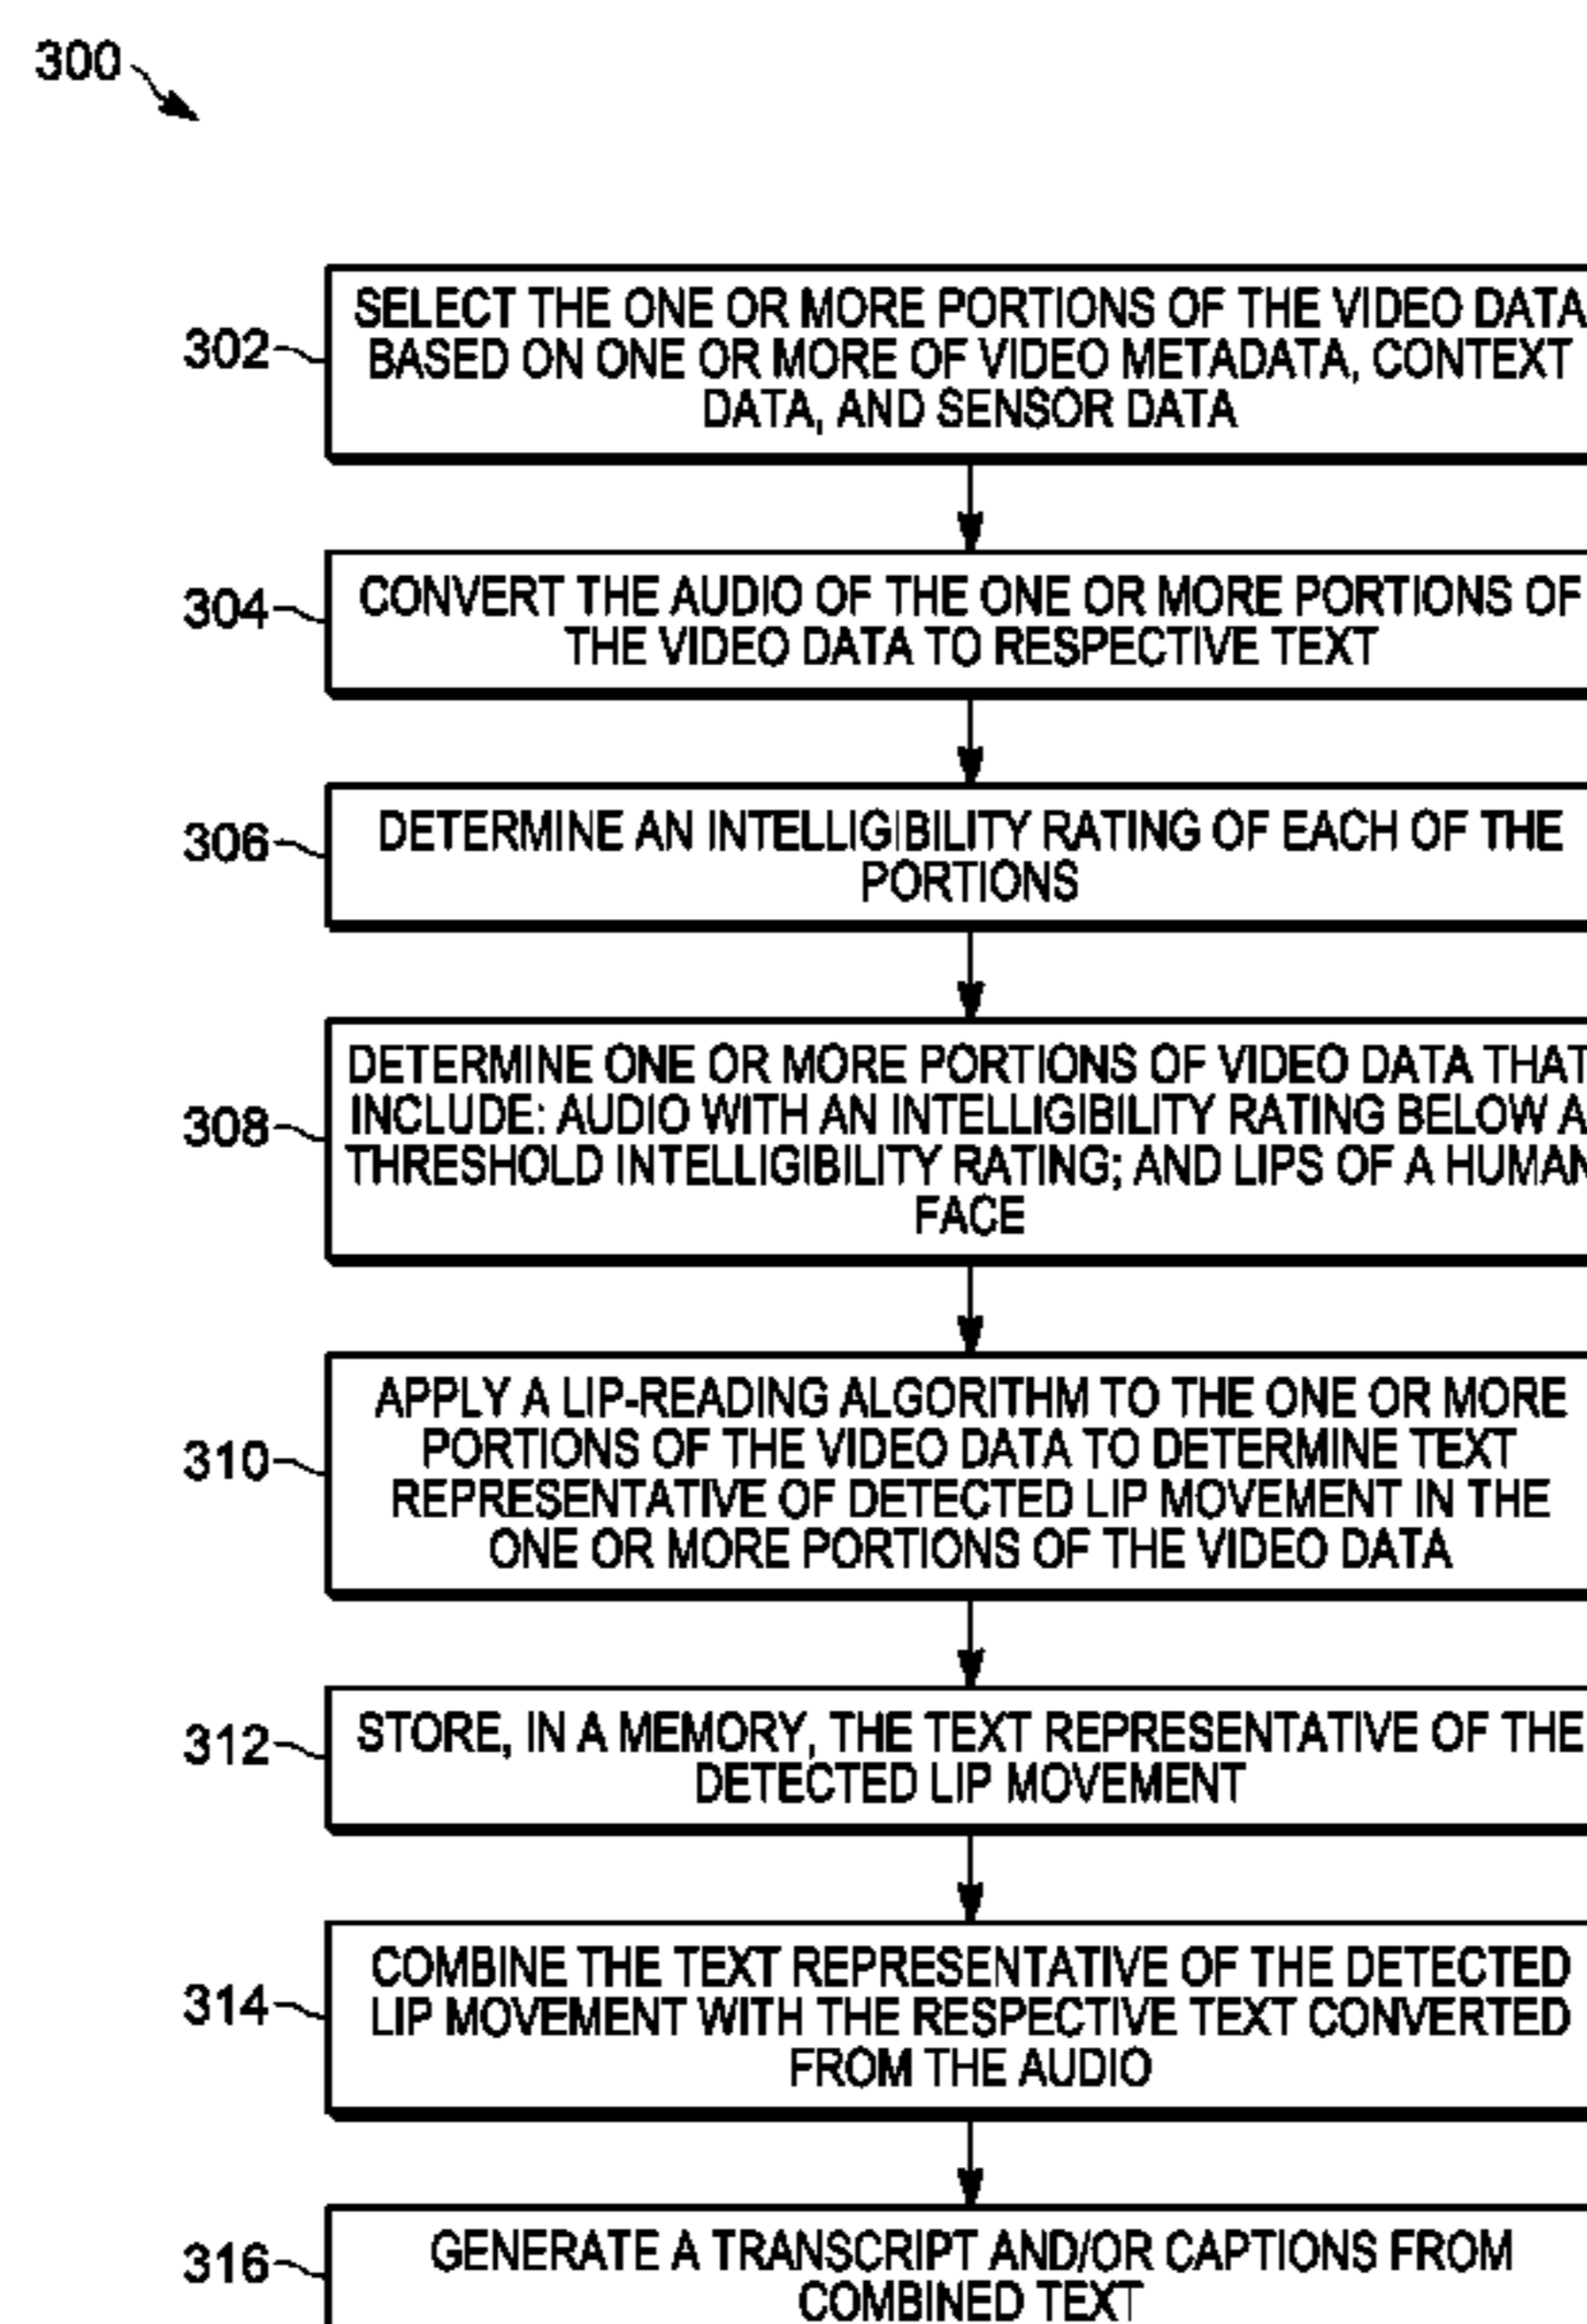 300
302
SELECT THE ONE OR MORE PORTIONS OF THE VIDEO DATA
BASED ON ONE OR MORE OF VIDEO METADATA, CONTEXT
DATA, AND SENSOR DATA
304
CONVERT THE AUDIO OF THE ONE OR MORE PORTIONS OF
THE VIDEO DATA TO RESPECTIVE TEXT
306
DETERMINE AN INTELLIGIBILITY RATING OF EACH OF THE
PORTIONS
308
DETERMINE ONE OR MORE PORTIONS OF VIDEO DATA THAT
INCLUDE: AUDIO WITH AN INTELLIGIBILITY RATING BELOW A
THRESHOLD INTELLIGIBILITY RATING; AND LIPS OF A HUMAN
FACE
310
APPLY A LIP-READING ALGORITHM TO THE ONE OR MORE
PORTIONS OF THE VIDEO DATA TO DETERMINE TEXT
REPRESENTATIVE OF DETECTED LIP MOVEMENT IN THE
ONE OR MORE PORTIONS OF THE VIDEO DATA
312
STORE, IN A MEMORY, THE TEXT REPRESENTATIVE OF THE
DETECTED LIP MOVEMENT
314
COMBINE THE TEXT REPRESENTATIVE OF THE DETECTED
LIP MOVEMENT WITH THE RESPECTIVE TEXT CONVERTED
FROM THE AUDIO
316
GENERATE A TRANSCRIPT AND/OR CAPTIONS FROM
COMBINED TEXT